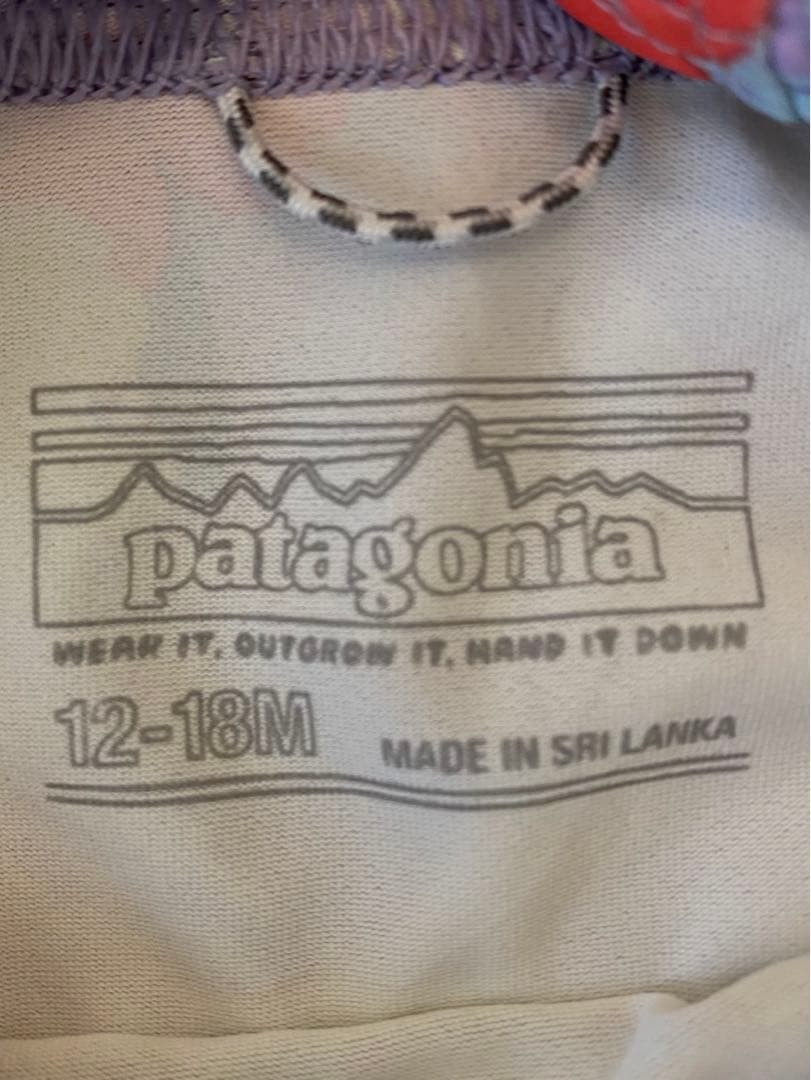 patagonia
WEAR IT, OUTGROW IT, HAND IT DOWN
12-18M
MADE IN SRI LANKA